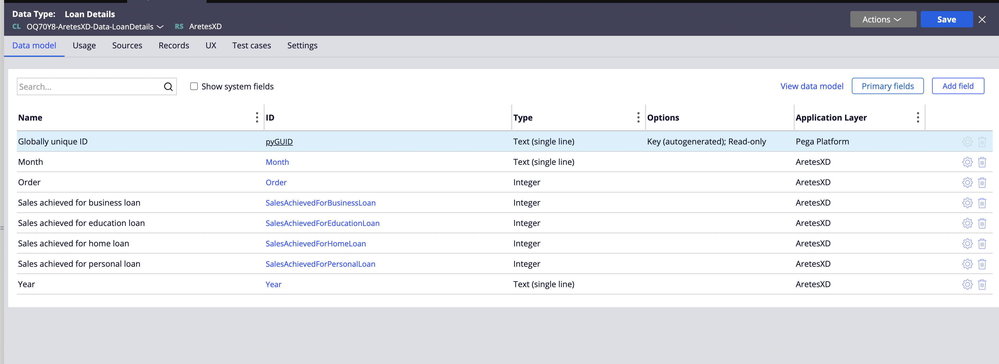 Data Type: Loan Details
CL OQ70Y8-AretesXD-Data-LoanDetails RS AretesXD
Actions Save
Data model Usage Sources Records UX Test cases Settings
Search... Show system fields View data model Primary fields Add field
Name ID Type Options Application Layer
Globally unique ID pyGUID Text (single line) Key (autogenerated); Read-only Pega Platform
Month Month Text (single line) AretesXD
Order Order Integer AretesXD
Sales achieved for business loan SalesAchievedForBusinessLoan Integer AretesXD
Sales achieved for education loan SalesAchievedForEducationLoan Integer AretesXD
Sales achieved for home loan SalesAchievedForHomeLoan Integer AretesXD
Sales achieved for personal loan SalesAchievedForPersonalLoan Integer AretesXD
Year Year Text (single line) AretesXD